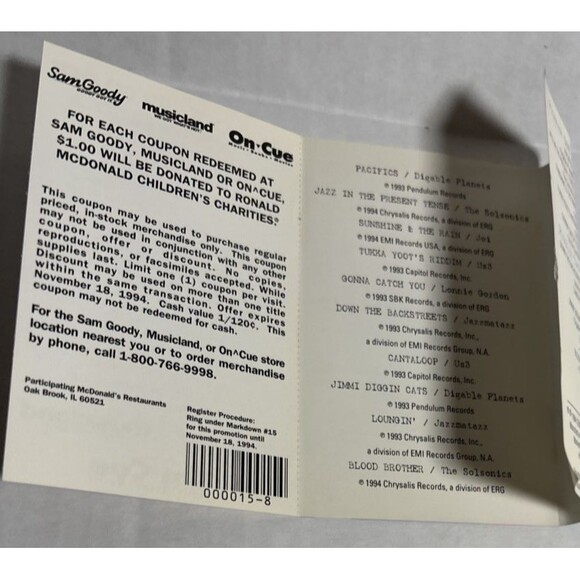 Sam Goody
GOODY GOT IT
musicland
On•Cue
Music•Books•Movies
FOR EACH COUPON REDEEMED AT
SAM GOODY, MUSICLAND OR ON^CUE,
$1.00 WILL BE DONATED TO RONALD
MCDONALD CHILDREN'S CHARITIES®
This coupon may be used to purchase regular
priced, in-stock merchandise only. This coupon
may not be used in conjunction with any other
coupon, offer or discount. No copies,
reproductions, or facsimiles accepted. While
supplies last. Limit one (1) coupon per visit.
Discount may be used on more than one title
within the same transaction. Offer expires
November 18, 1994. Cash value 1/120¢. This
coupon may not be redeemed for cash.
For the Sam Goody, Musicland, or On^Cue store
location nearest you or to order merchandise
by phone, call 1-800-766-9998.
Participating McDonald's Restaurants
Oak Brook, IL 60521
Register Procedure:
Ring under Markdown #15
for this promotion until
November 18, 1994.
000015-8
PACIFICS / Digable Planets
℗ 1993 Pendulum Records
JAZZ IN THE PRESENT TENSE / The Solsonics
℗ 1994 Chrysalis Records, a division of ERG
SUNSHINE & THE RAIN / Jei
℗ 1994 EMI Records USA, a division of ERG
TUKKA YOOT'S RIDDIM / Us3
℗ 1993 Capitol Records, Inc.
GONNA CATCH YOU / Lonnie Gordon
℗ 1993 SBK Records, a division of ERG
DOWN THE BACKSTREETS / Jazzmatazz
℗ 1993 Chrysalis Records, Inc.,
a division of EMI Records Group, N.A.
CANTALOOP / Us3
℗ 1993 Capitol Records, Inc.
JIMMI DIGGIN CATS / Digable Planets
℗ 1993 Pendulum Records
LOUNGIN' / Jazzmatazz
℗ 1993 Chrysalis Records, Inc.,
a division of EMI Records Group, N.A.
BLOOD BROTHER / The Solsonics
℗ 1994 Chrysalis Records, a division of ERG